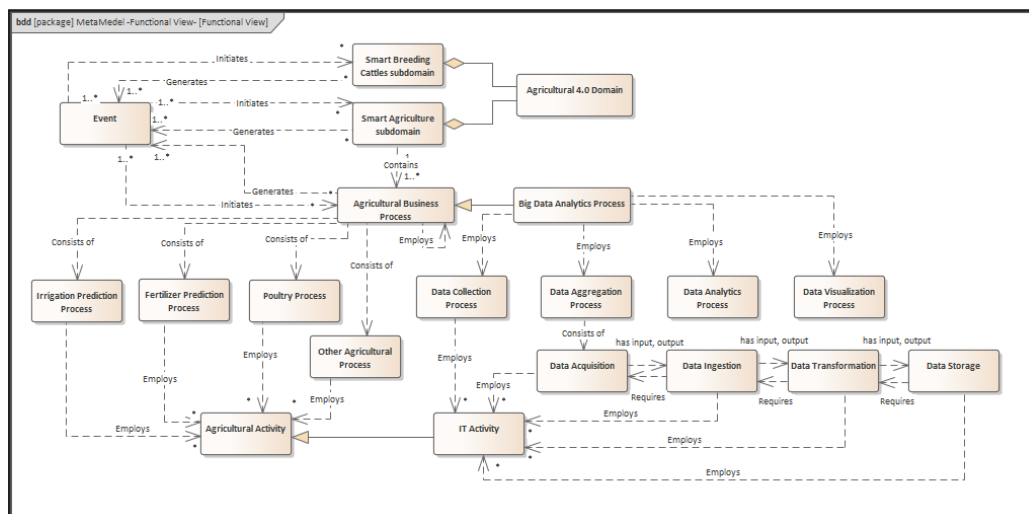 bdd [package] MetaMedel -Functional View- [Functional View]
Initiates
*
Smart Breeding
Cattles subdomain
Generates
*
Agricultural 4.0 Domain
1..*
1..*
1..*
Initiates
*
Event
1..*
Smart Agriculture
subdomain
Generates
*
1..*
1..*
1
Contains
1..*
Generates
*
Initiates
*
Agricultural Business
Process
Big Data Analytics Process
Consists of
Consists of
Consists of
Employs
Employs
Employs
Employs
Employs
Consists of
Irrigation Prediction
Process
Fertilizer Prediction
Process
Poultry Process
Data Collection
Process
Data Aggregation
Process
Data Analytics
Process
Data Visualization
Process
Consists of
has input, output
has input, output
has input, output
Other Agricultural
Process
Data Acquisition
Data Ingestion
Data Transformation
Data Storage
Employs
Employs
Employs
Employs
Requires
Requires
Requires
*
*
*
*
*
Employs
*
Employs
Agricultural Activity
IT Activity
*
*
Employs
*
Employs